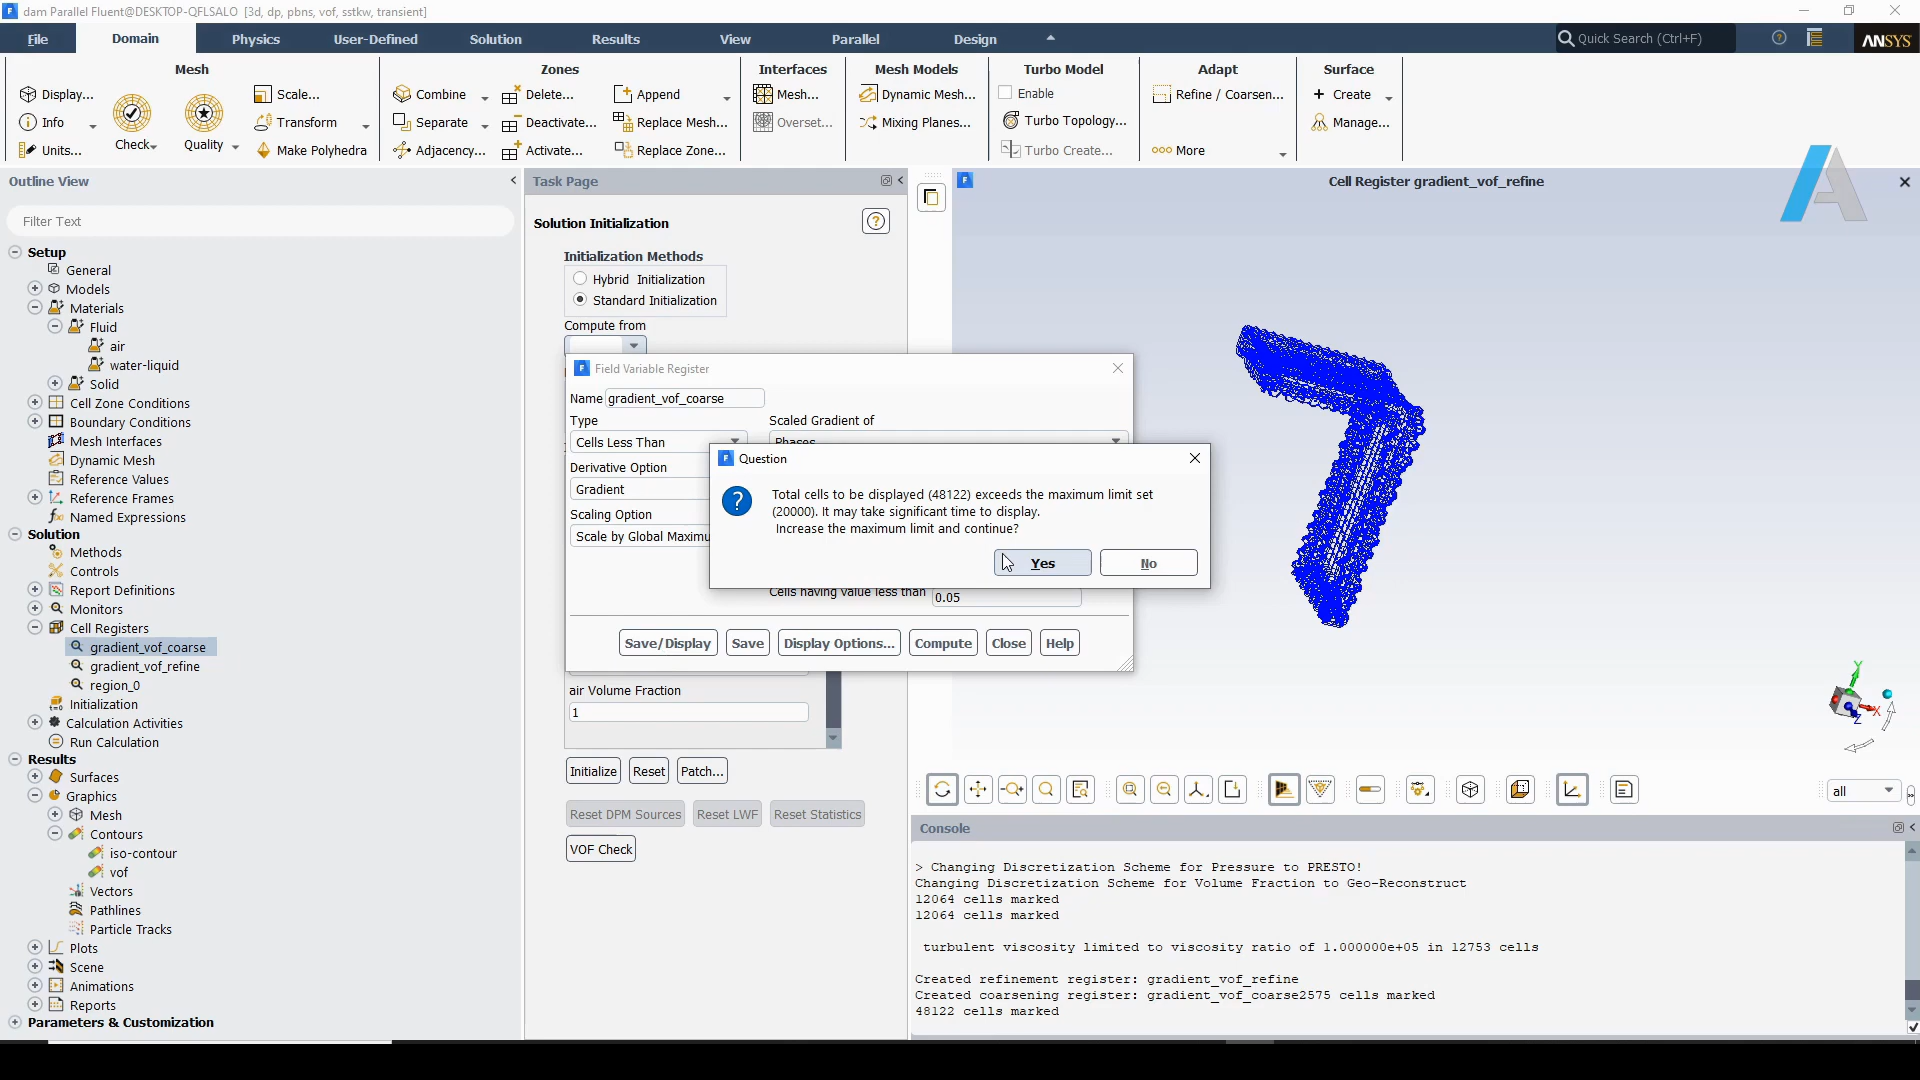 dam Parallel Fluent@DESKTOP-QFLSALO [3d, dp, pbns, vof, sstkw, transient]
File Domain Physics User-Defined Solution Results View Parallel Design Quick Search (Ctrl+F) ANSYS
Mesh
Display...
Info
Units...
Check
Quality
Scale...
Transform
Make Polyhedra
Zones
Combine
Separate
Adjacency...
Delete...
Deactivate...
Activate...
Append
Replace Mesh...
Replace Zone...
Interfaces
Mesh...
Overset...
Mesh Models
Dynamic Mesh...
Mixing Planes...
Turbo Model
Enable
Turbo Topology...
Turbo Create...
Adapt
Refine / Coarsen...
More
Surface
Create
Manage...
Outline View
Filter Text
Setup
General
Models
Materials
Fluid
air
water-liquid
Solid
Cell Zone Conditions
Boundary Conditions
Mesh Interfaces
Dynamic Mesh
Reference Values
Reference Frames
Named Expressions
Solution
Methods
Controls
Report Definitions
Monitors
Cell Registers
gradient_vof_coarse
gradient_vof_refine
region_0
Initialization
Calculation Activities
Run Calculation
Results
Surfaces
Graphics
Mesh
Contours
iso-contour
vof
Vectors
Pathlines
Particle Tracks
Plots
Scene
Animations
Reports
Parameters & Customization
Task Page
Solution Initialization
Initialization Methods
Hybrid Initialization
Standard Initialization
Compute from
Field Variable Register
Name gradient_vof_coarse
Type
Cells Less Than
Scaled Gradient of
Phases
Derivative Option
Gradient
Scaling Option
Scale by Global Maximu
Cells having value less than 0.05
Save/Display Save Display Options... Compute Close Help
Question
Total cells to be displayed (48122) exceeds the maximum limit set
(20000). It may take significant time to display.
Increase the maximum limit and continue?
Yes No
air Volume Fraction
1
Initialize Reset Patch...
Reset DPM Sources Reset LWF Reset Statistics
VOF Check
Cell Register gradient_vof_refine
Y
X
Z
all
Console
> Changing Discretization Scheme for Pressure to PRESTO!
Changing Discretization Scheme for Volume Fraction to Geo-Reconstruct
12064 cells marked
12064 cells marked
turbulent viscosity limited to viscosity ratio of 1.000000e+05 in 12753 cells
Created refinement register: gradient_vof_refine
Created coarsening register: gradient_vof_coarse2575 cells marked
48122 cells marked